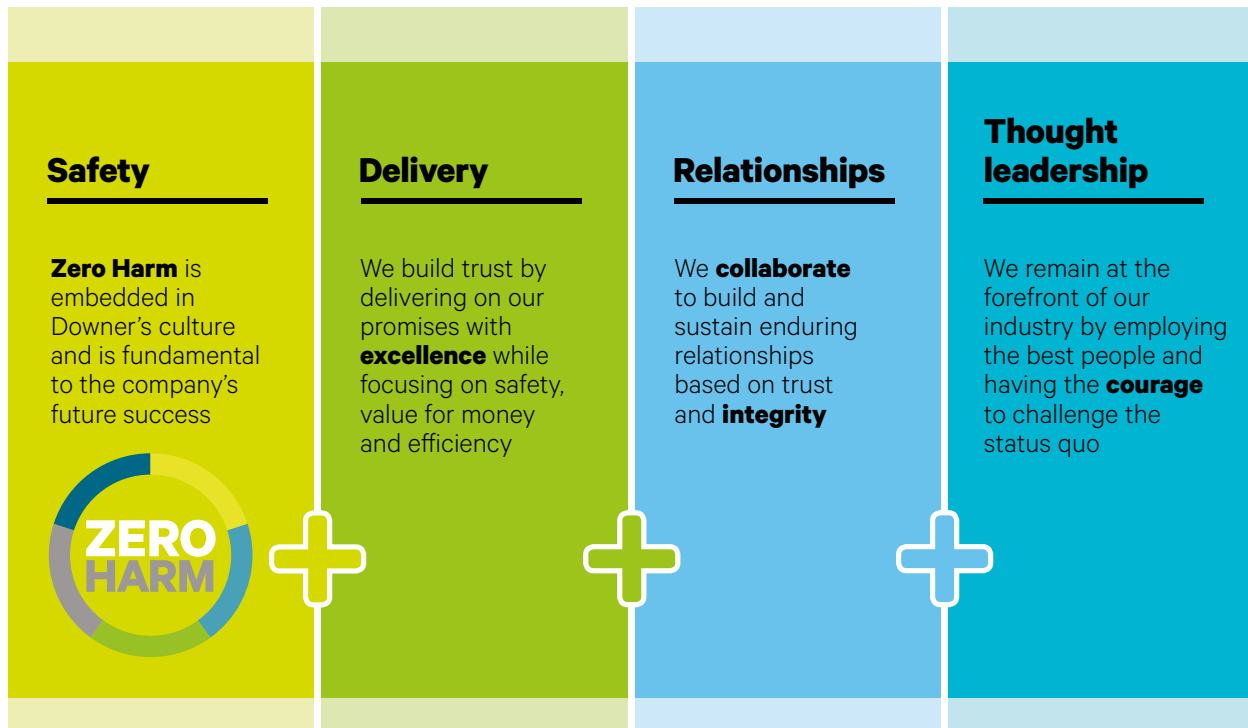 Safety
Zero Harm is
embedded in
Downer’s culture
and is fundamental
to the company’s
future success
ZERO
HARM
Delivery
We build trust by
delivering on our
promises with
excellence while
focusing on safety,
value for money
and efficiency
Relationships
We collaborate
to build and
sustain enduring
relationships
based on trust
and integrity
Thought
leadership
We remain at the
forefront of our
industry by employing
the best people and
having the courage
to challenge the
status quo